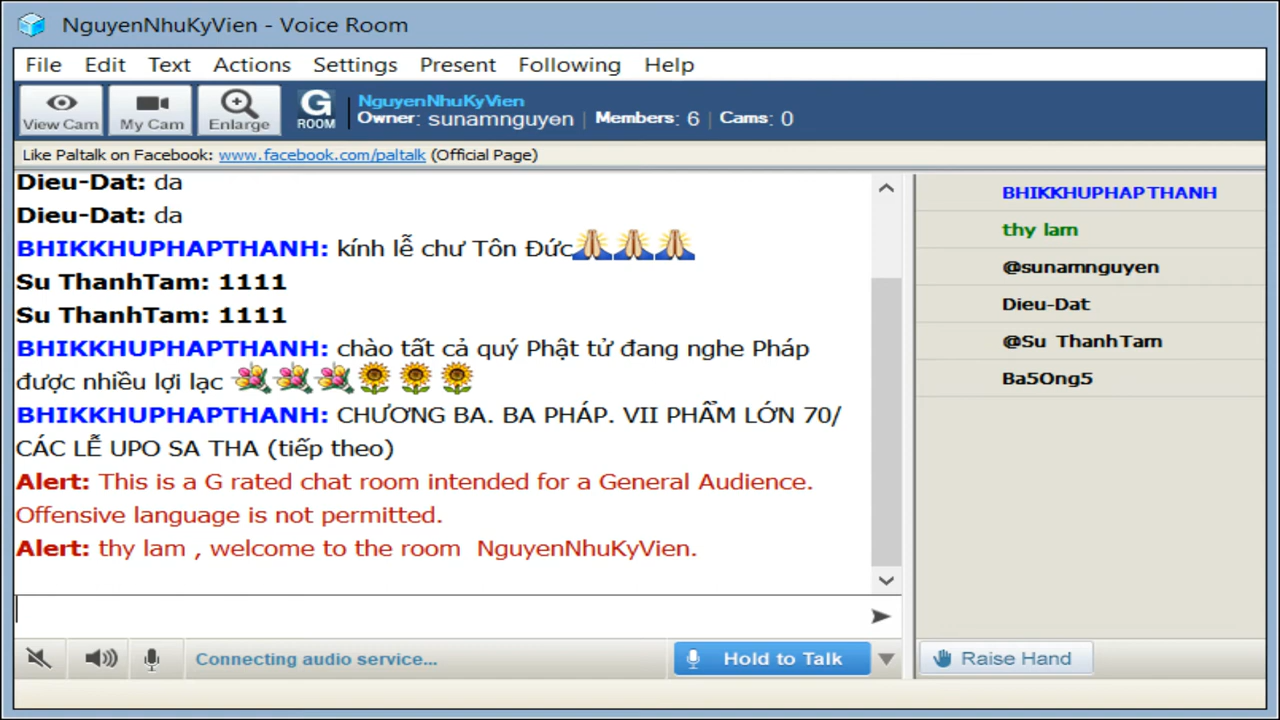 NguyenNhuKyVien - Voice Room
File Edit Text Actions Settings Present Following Help
View Cam My Cam Enlarge G ROOM
NguyenNhuKyVien
Owner: sunamnguyen | Members: 6 | Cams: 0
Like Paltalk on Facebook: www.facebook.com/paltalk (Official Page)
Dieu-Dat: da
Dieu-Dat: da
BHIKKHUPHAPTHANH: kính lễ chư Tôn Đức
Su ThanhTam: 1111
Su ThanhTam: 1111
BHIKKHUPHAPTHANH: chào tất cả quý Phật tử đang nghe Pháp
được nhiều lợi lạc
BHIKKHUPHAPTHANH: CHƯƠNG BA. BA PHÁP. VII PHẨM LỚN 70/
CÁC LỄ UPO SA THA (tiếp theo)
Alert: This is a G rated chat room intended for a General Audience.
Offensive language is not permitted.
Alert: thy lam , welcome to the room NguyenNhuKyVien.
BHIKKHUPHAPTHANH
thy lam
@sunamnguyen
Dieu-Dat
@Su ThanhTam
Ba5Ong5
Connecting audio service...
Hold to Talk
Raise Hand